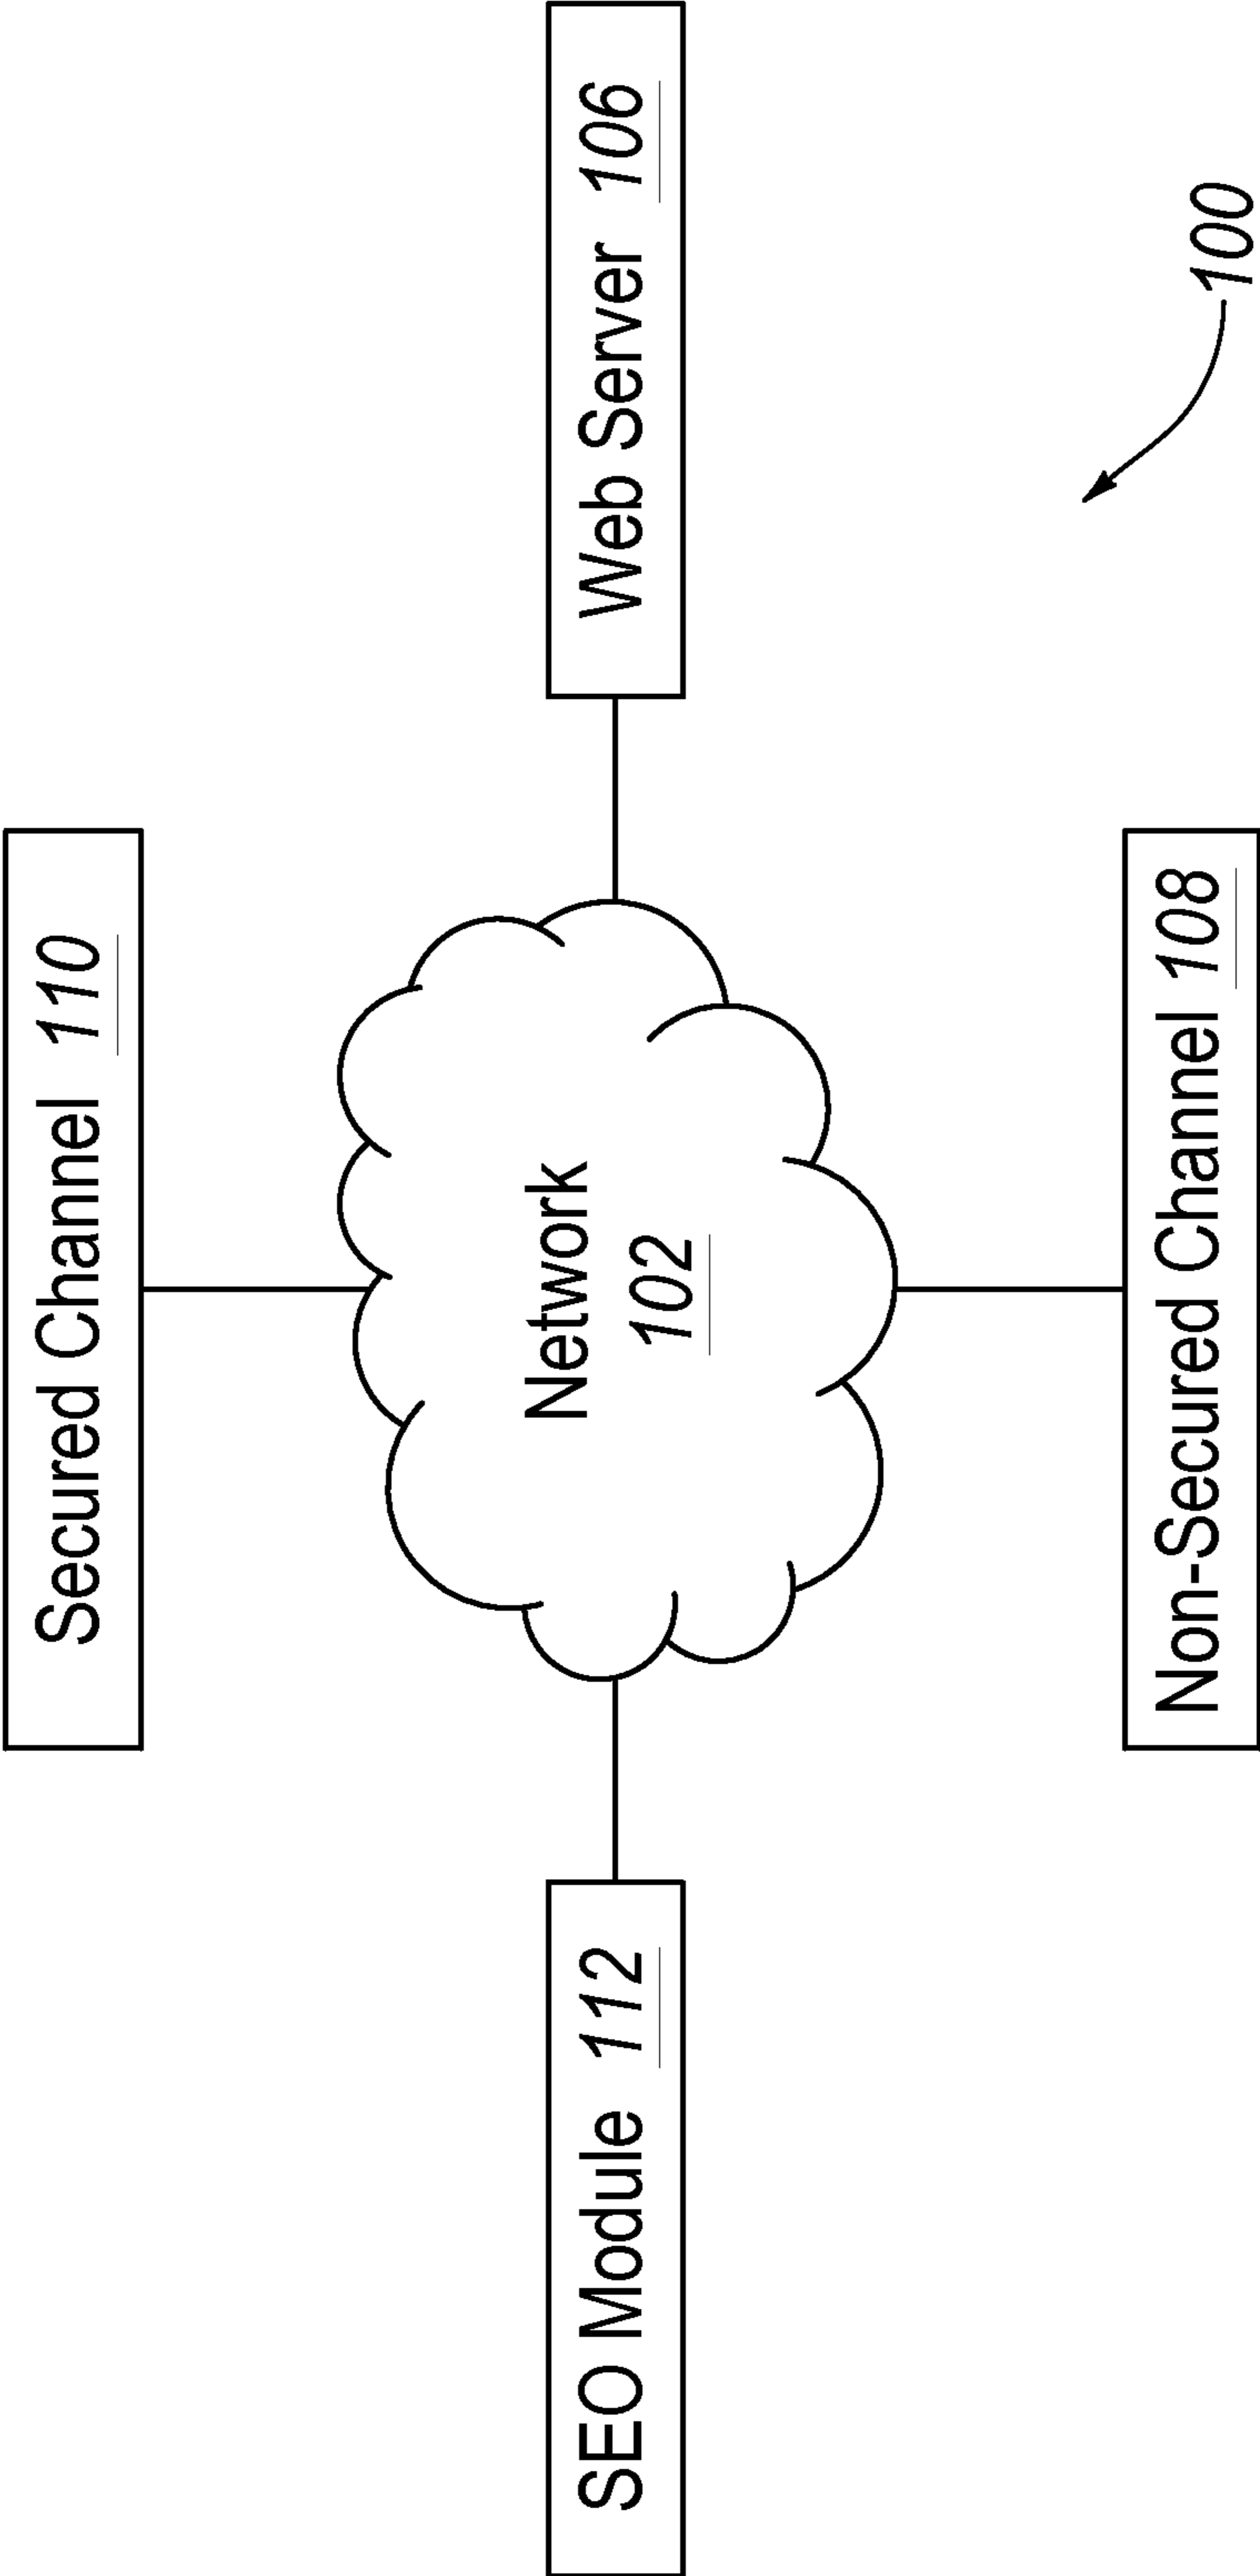 Secured Channel 110
SEO Module 112
Network
102
Web Server 106
Non-Secured Channel 108
100